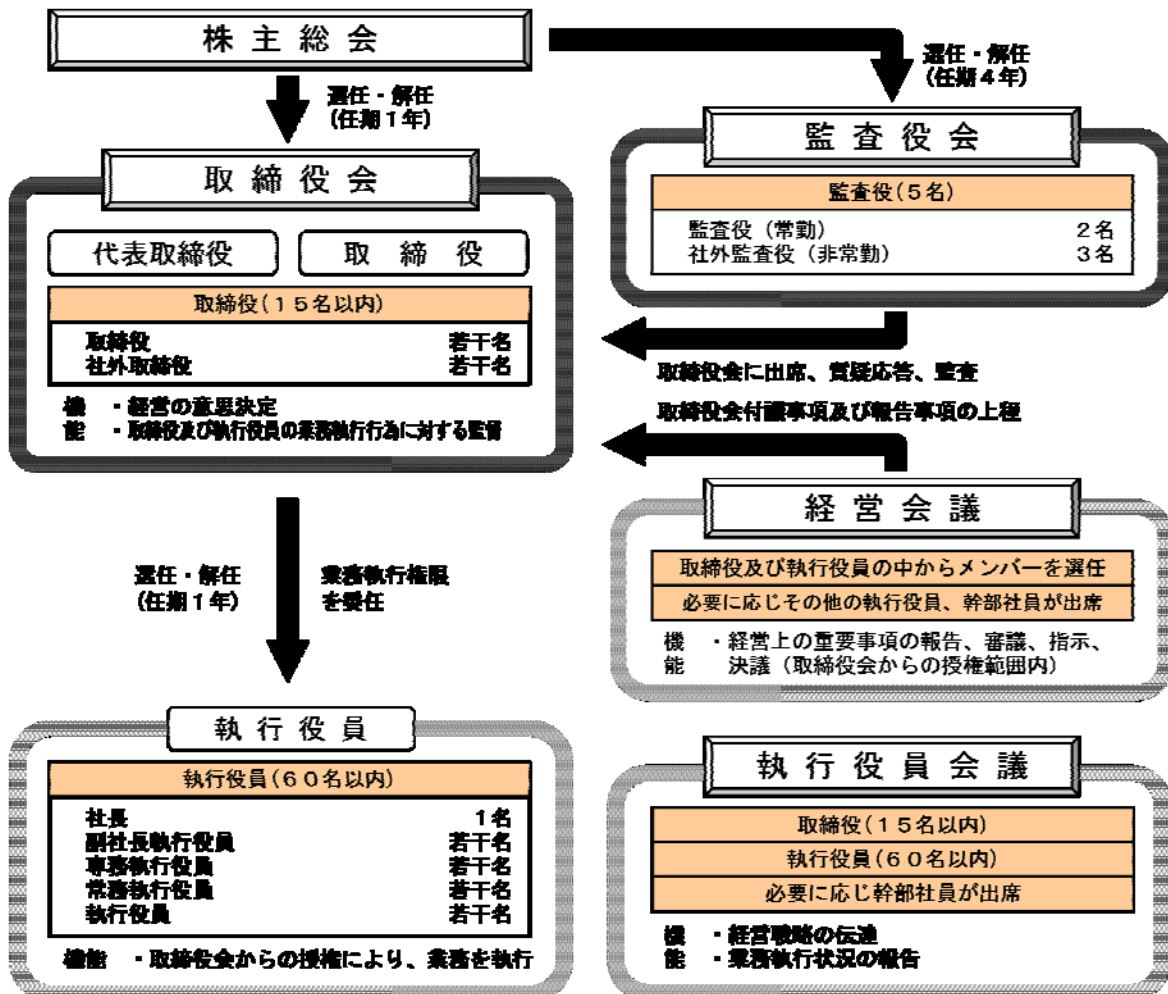 株主総会
選任・解任
(任期1年)
選任・解任
(任期4年)
取締役会
代表取締役
取締役
取締役(15名以内)
取締役 若干名
社外取締役 若干名
機 ・経営の意思決定
能 ・取締役及び執行役員の業務執行行為に対する監督
監査役会
監査役(5名)
監査役(常勤) 2名
社外監査役(非常勤) 3名
取締役会に出席、質疑応答、監査
取締役会付議事項及び報告事項の上程
経営会議
取締役及び執行役員の中からメンバーを選任
必要に応じその他の執行役員、幹部社員が出席
機 ・経営上の重要事項の報告、審議、指示、
能 決議(取締役会からの授権範囲内)
選任・解任
(任期1年)
業務執行権限
を委任
執行役員
執行役員(60名以内)
社長 1名
副社長執行役員 若干名
専務執行役員 若干名
常務執行役員 若干名
執行役員 若干名
機能 ・取締役会からの授権により、業務を執行
執行役員会議
取締役(15名以内)
執行役員(60名以内)
必要に応じ幹部社員が出席
機 ・経営戦略の伝達
能 ・業務執行状況の報告